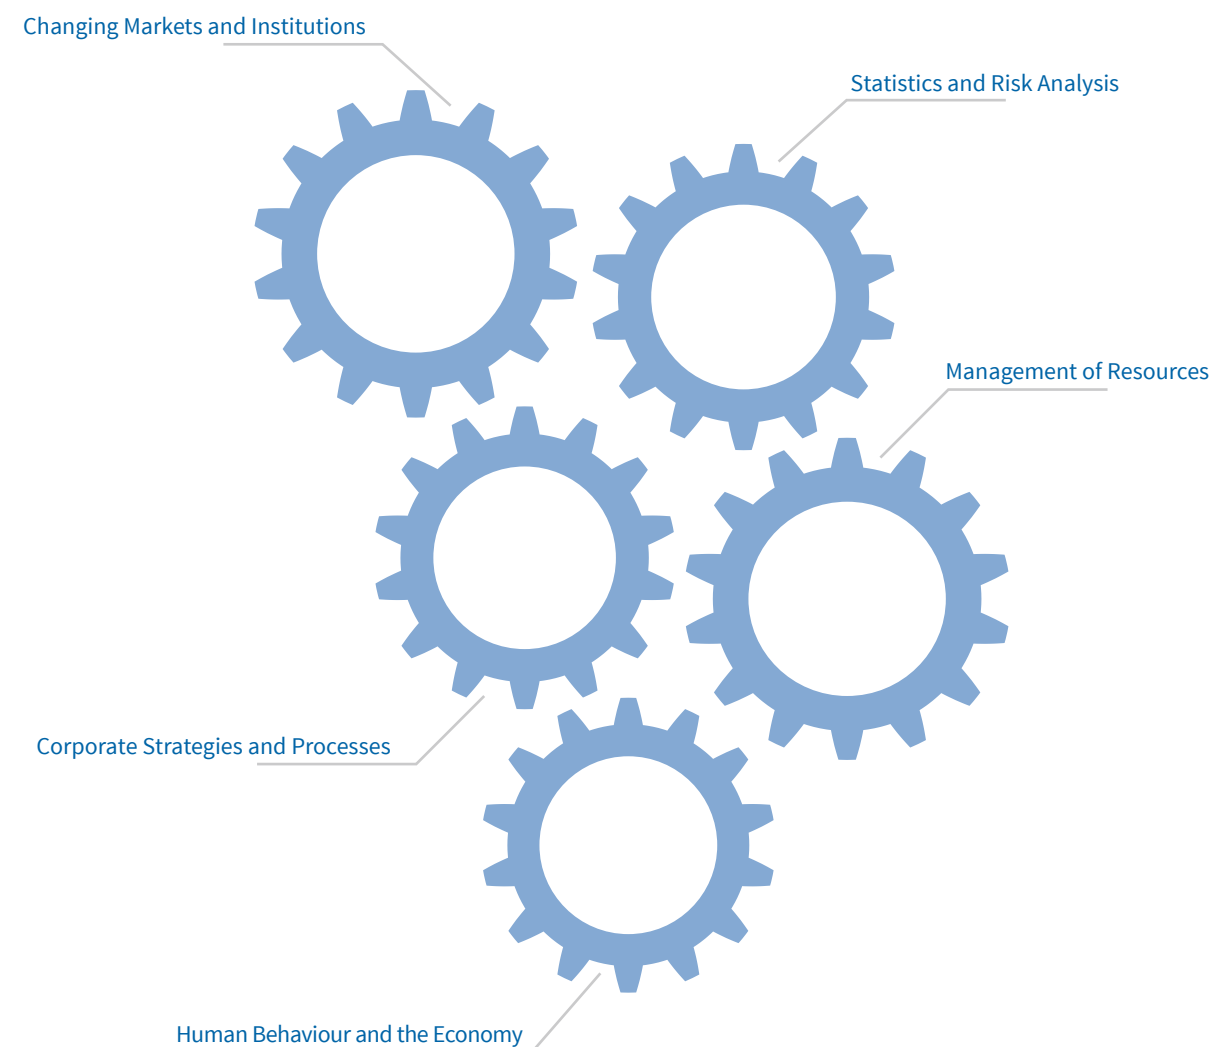 Changing Markets and Institutions
Statistics and Risk Analysis
Management of Resources
Corporate Strategies and Processes
Human Behaviour and the Economy